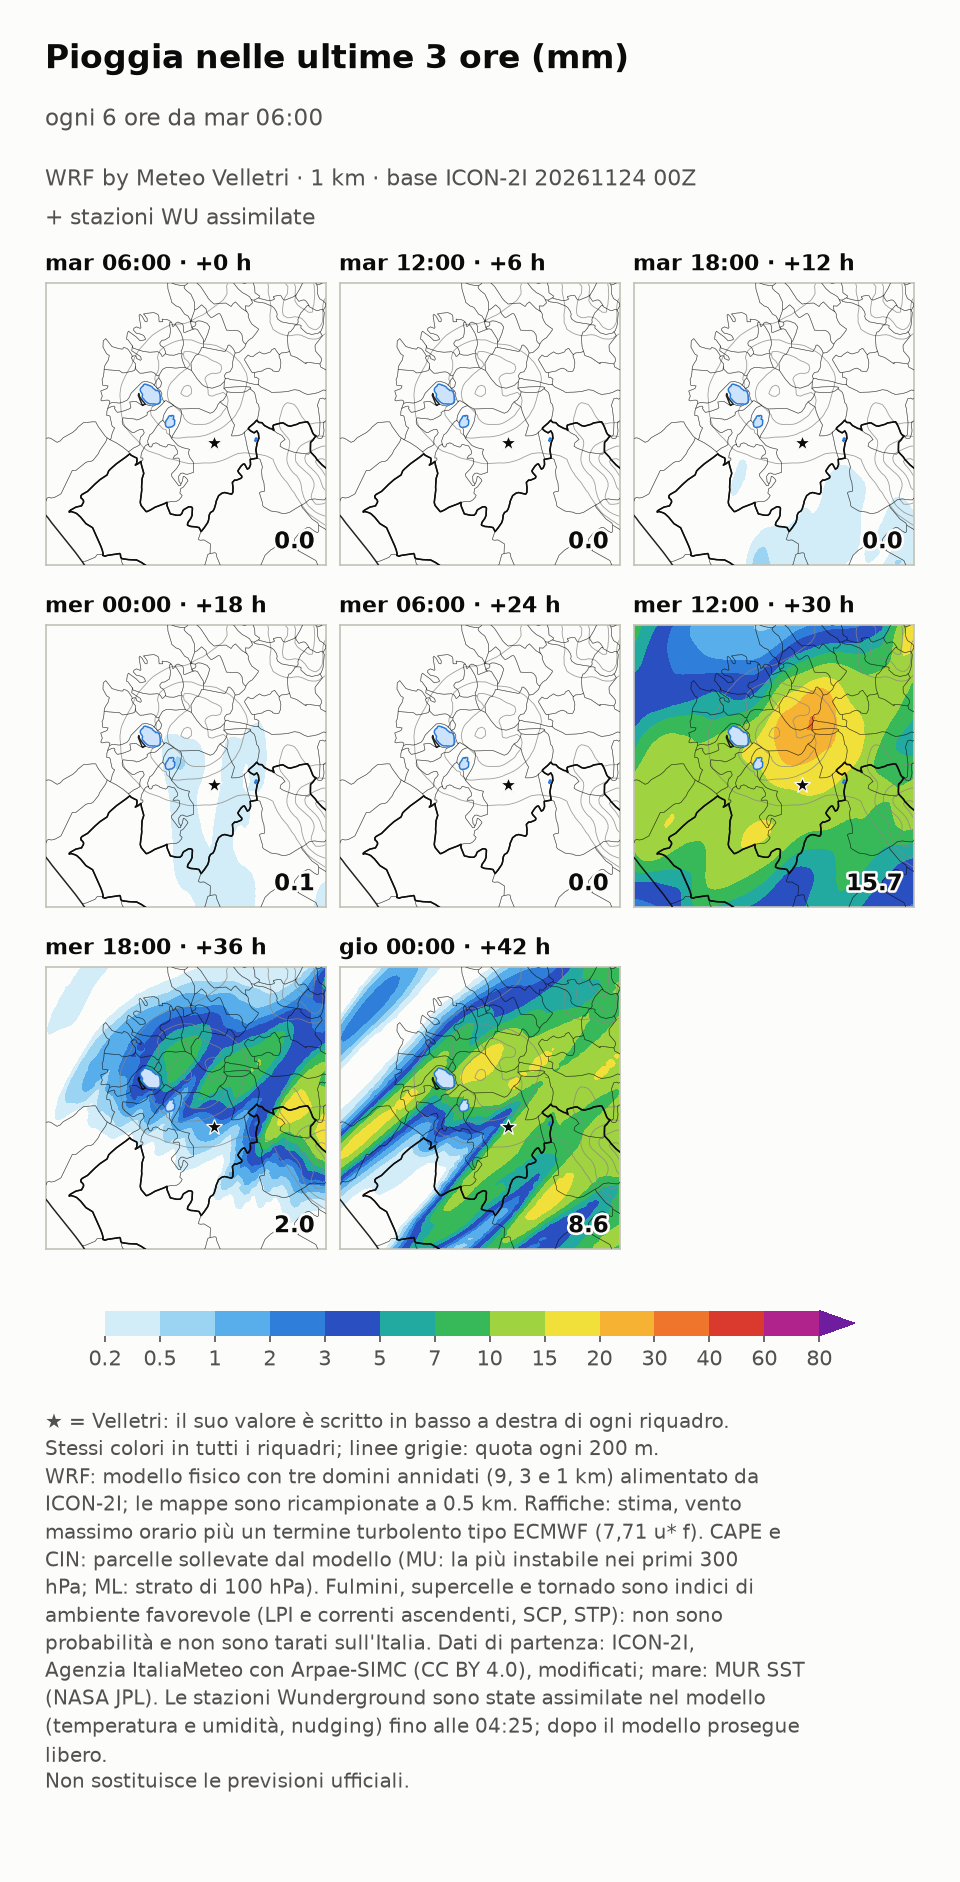 Pioggia nelle ultime 3 ore (mm)
ogni 6 ore da mar 06:00
WRF by Meteo Velletri · 1 km · base ICON-2I 20261124 00Z
+ stazioni WU assimilate
mar 06:00 · +0 h
mar 12:00 · +6 h
mar 18:00 · +12 h
0.0
0.0
0.0
mer 00:00 · +18 h
mer 06:00 · +24 h
mer 12:00 · +30 h
0.1
0.0
15.7
mer 18:00 · +36 h
gio 00:00 · +42 h
2.0
8.6
0.2 0.5 1 2 3 5 7 10 15 20 30 40 60 80
★ = Velletri: il suo valore è scritto in basso a destra di ogni riquadro.
Stessi colori in tutti i riquadri; linee grigie: quota ogni 200 m.
WRF: modello fisico con tre domini annidati (9, 3 e 1 km) alimentato da
ICON-2I; le mappe sono ricampionate a 0.5 km. Raffiche: stima, vento
massimo orario più un termine turbolento tipo ECMWF (7,71 u* f). CAPE e
CIN: parcelle sollevate dal modello (MU: la più instabile nei primi 300
hPa; ML: strato di 100 hPa). Fulmini, supercelle e tornado sono indici di
ambiente favorevole (LPI e correnti ascendenti, SCP, STP): non sono
probabilità e non sono tarati sull'Italia. Dati di partenza: ICON-2I,
Agenzia ItaliaMeteo con Arpae-SIMC (CC BY 4.0), modificati; mare: MUR SST
(NASA JPL). Le stazioni Wunderground sono state assimilate nel modello
(temperatura e umidità, nudging) fino alle 04:25; dopo il modello prosegue
libero.
Non sostituisce le previsioni ufficiali.